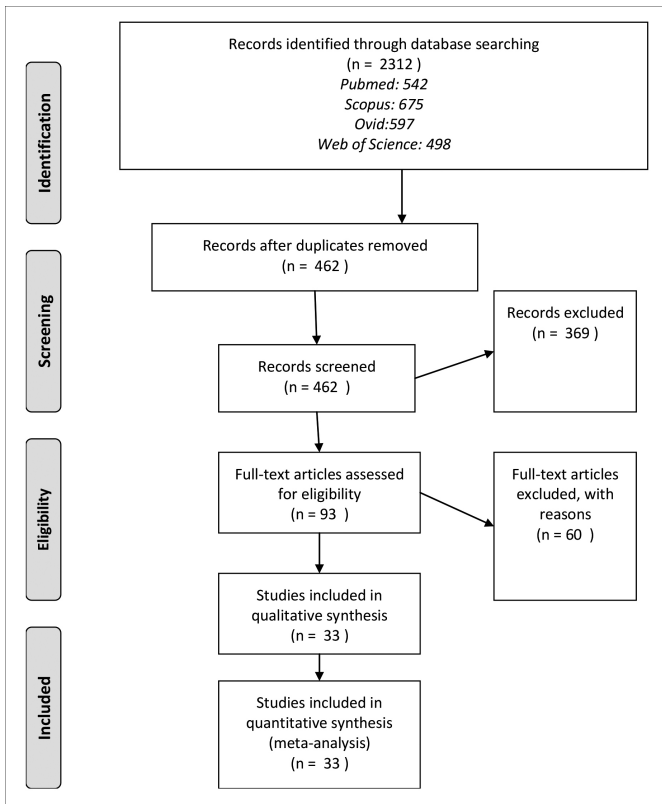 Identification
Records identified through database searching
(n = 2312 )
Pubmed: 542
Scopus: 675
Ovid:597
Web of Science: 498
Screening
Records after duplicates removed
(n = 462 )
Records screened
(n = 462 )
Records excluded
(n = 369 )
Eligibility
Full-text articles assessed
for eligibility
(n = 93 )
Full-text articles
excluded, with
reasons
(n = 60 )
Included
Studies included in
qualitative synthesis
(n = 33 )
Studies included in
quantitative synthesis
(meta-analysis)
(n = 33 )